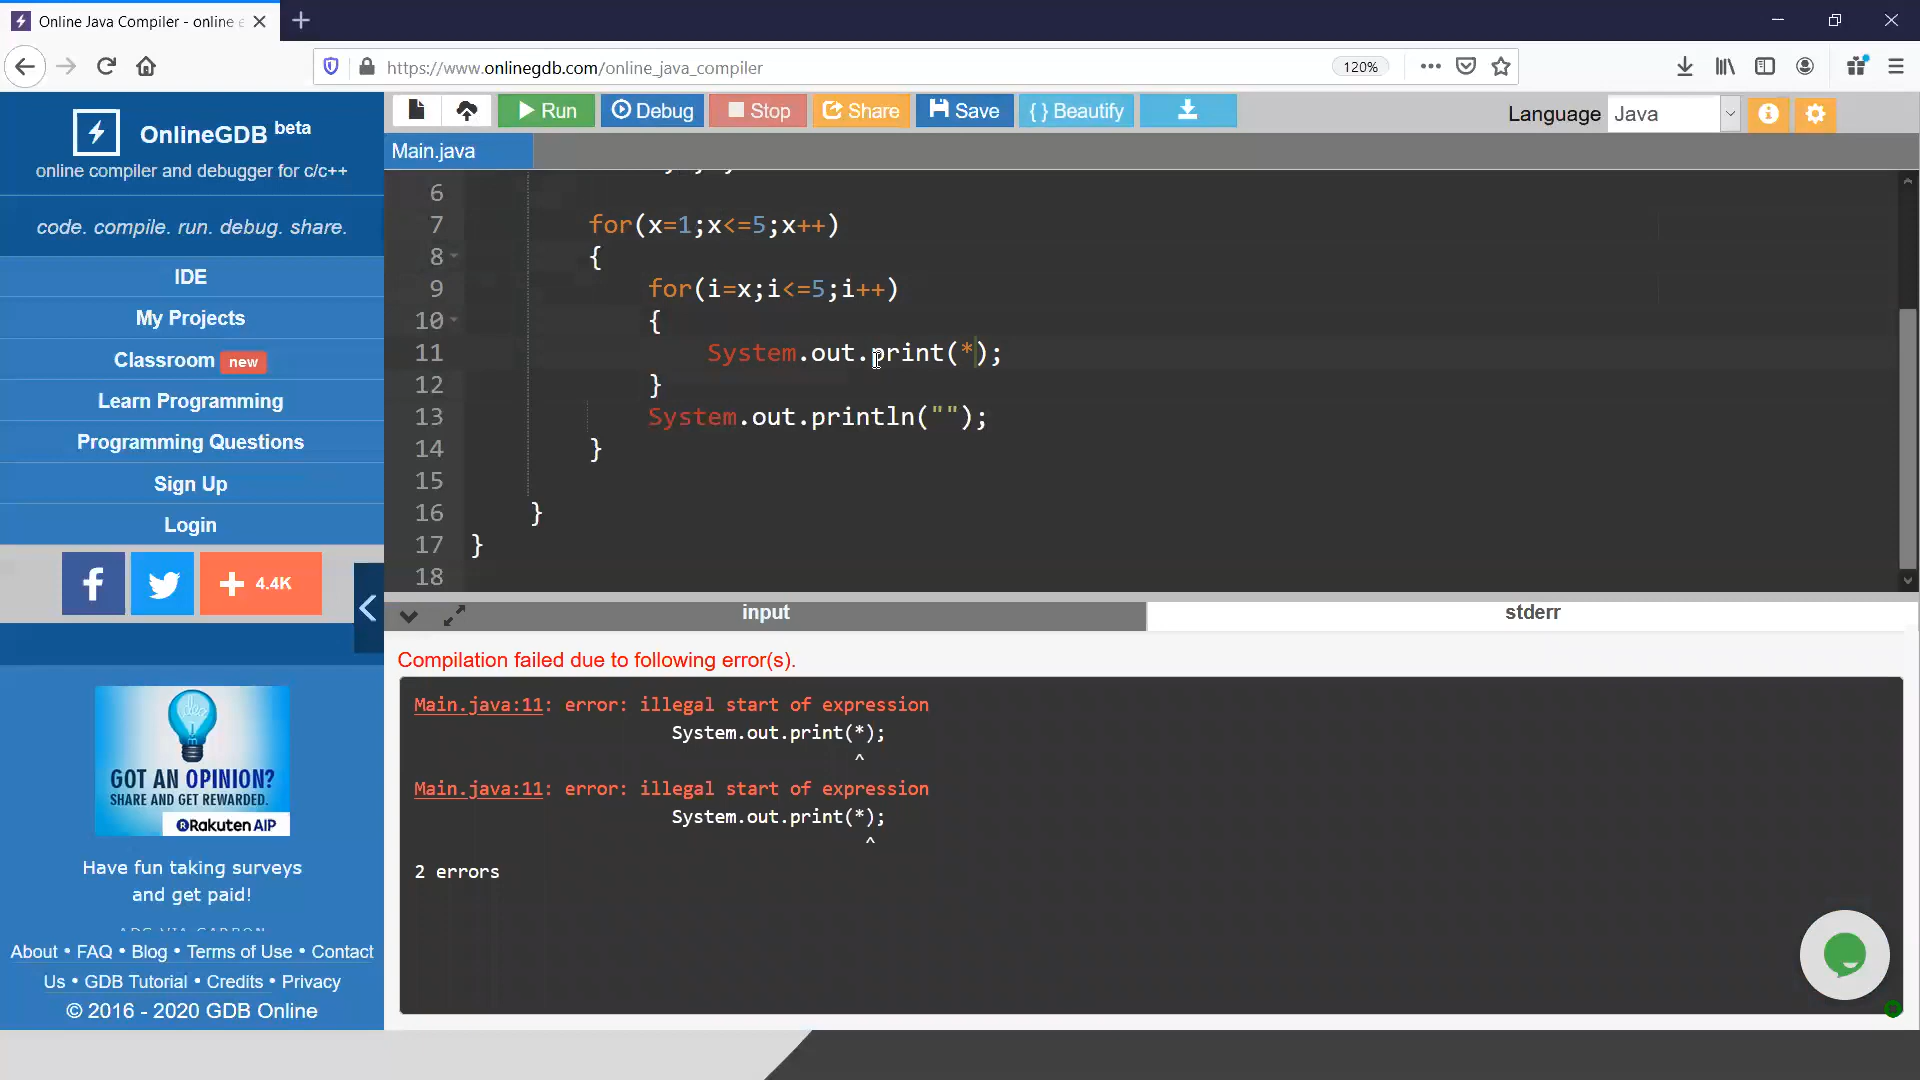 Online Java Compiler - online e
https://www.onlinegdb.com/online_java_compiler
120%
OnlineGDB beta
online compiler and debugger for c/c++
code. compile. run. debug. share.
IDE
My Projects
Classroom new
Learn Programming
Programming Questions
Sign Up
Login
f + 4.4K
GOT AN OPINION?
SHARE AND GET REWARDED.
Rakuten AIP
Have fun taking surveys
and get paid!
ADS VIA CARBON
About • FAQ • Blog • Terms of Use • Contact
Us • GDB Tutorial • Credits • Privacy
© 2016 - 2020 GDB Online
Run Debug Stop Share Save { } Beautify Language Java
Main.java
6
7 for(x=1;x<=5;x++)
8 {
9 for(i=x;i<=5;i++)
10 {
11 System.out.print(*);
12 }
13 System.out.println("");
14 }
15
16 }
17 }
18
input stderr
Compilation failed due to following error(s).
Main.java:11: error: illegal start of expression
System.out.print(*);
^
Main.java:11: error: illegal start of expression
System.out.print(*);
^
2 errors